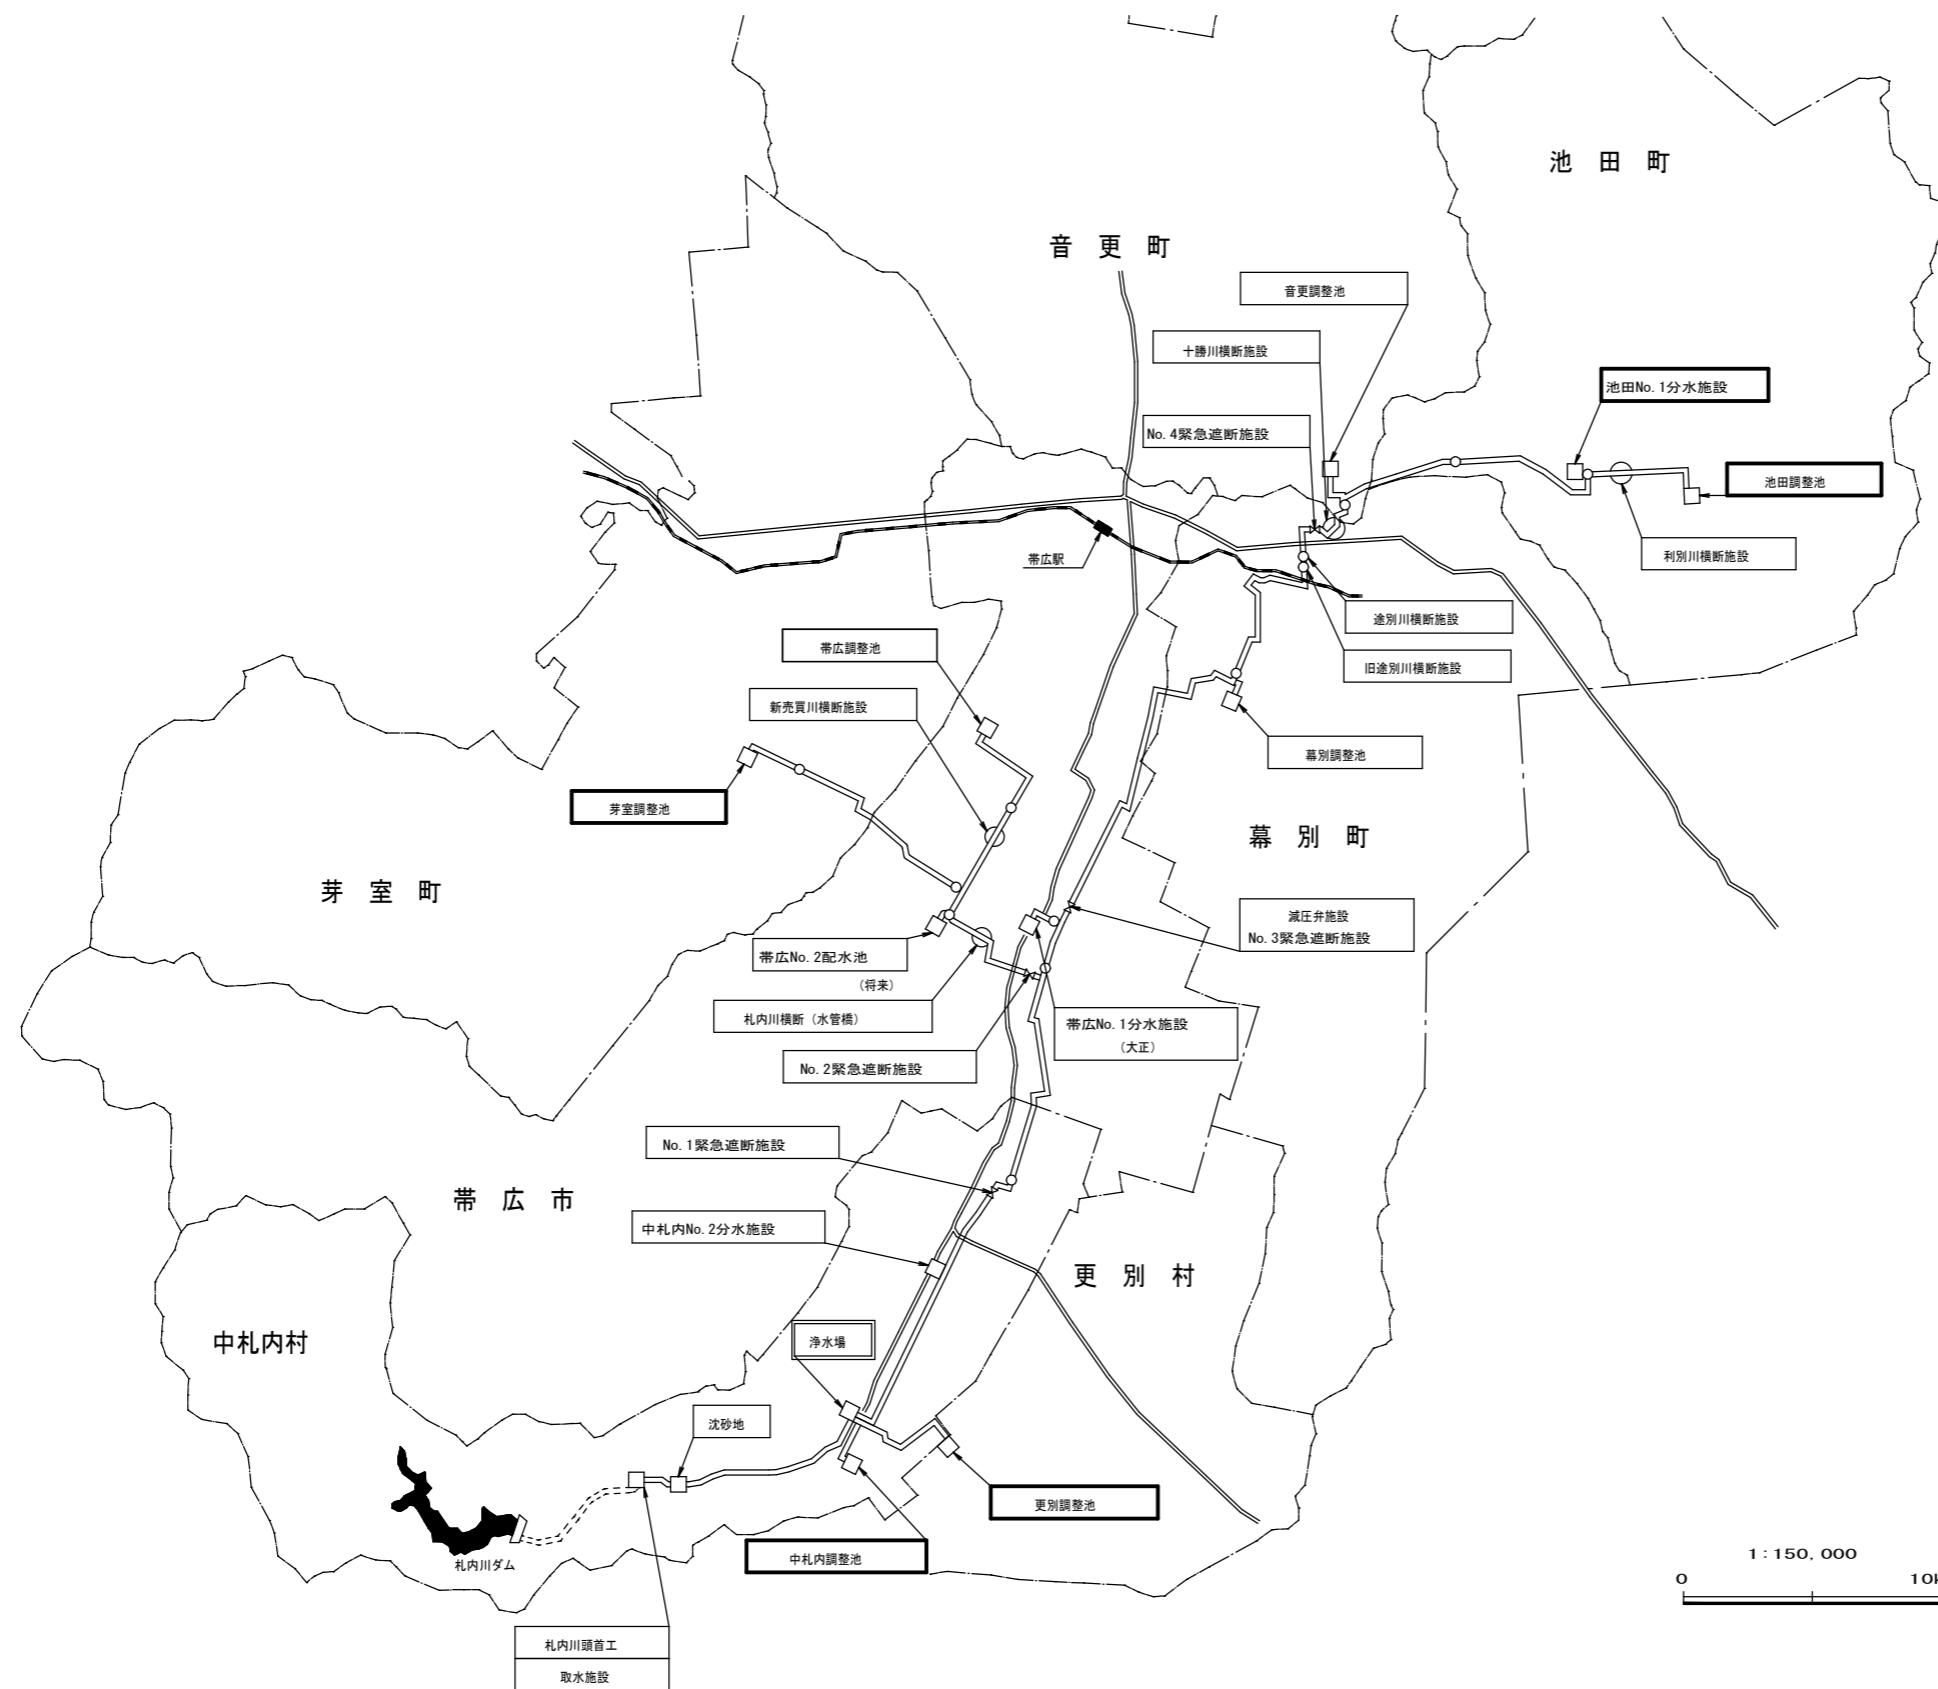 池田町
音更町
音更調整池
十勝川横断施設
池田No.1分水施設
No.4緊急遮断施設
池田調整池
利別川横断施設
帯広駅
途別川横断施設
帯広調整池
旧途別川横断施設
新売買川横断施設
幕別調整池
芽室調整池
幕別町
芽室町
減圧弁施設
No.3緊急遮断施設
帯広No.2配水池
(将来)
札内川横断（水管橋）
帯広No.1分水施設
(大正)
No.2緊急遮断施設
No.1緊急遮断施設
帯広市
中札内No.2分水施設
更別村
中札内村
浄水場
沈砂地
更別調整池
中札内調整池
札内川ダム
1:150,000
0 10k
札内川頭首工
取水施設